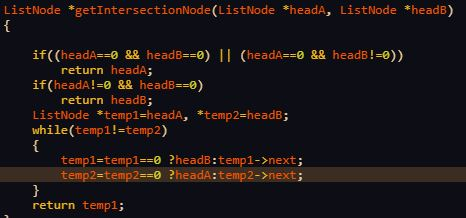 ListNode *getIntersectionNode(ListNode *headA, ListNode *headB)
{
if((headA==0 && headB==0) || (headA==0 && headB!=0))
return headA;
if(headA!=0 && headB==0)
return headB;
ListNode *temp1=headA, *temp2=headB;
while(temp1!=temp2)
{
temp1=temp1==0 ?headB:temp1->next;
temp2=temp2==0 ?headA:temp2->next;
}
return temp1;